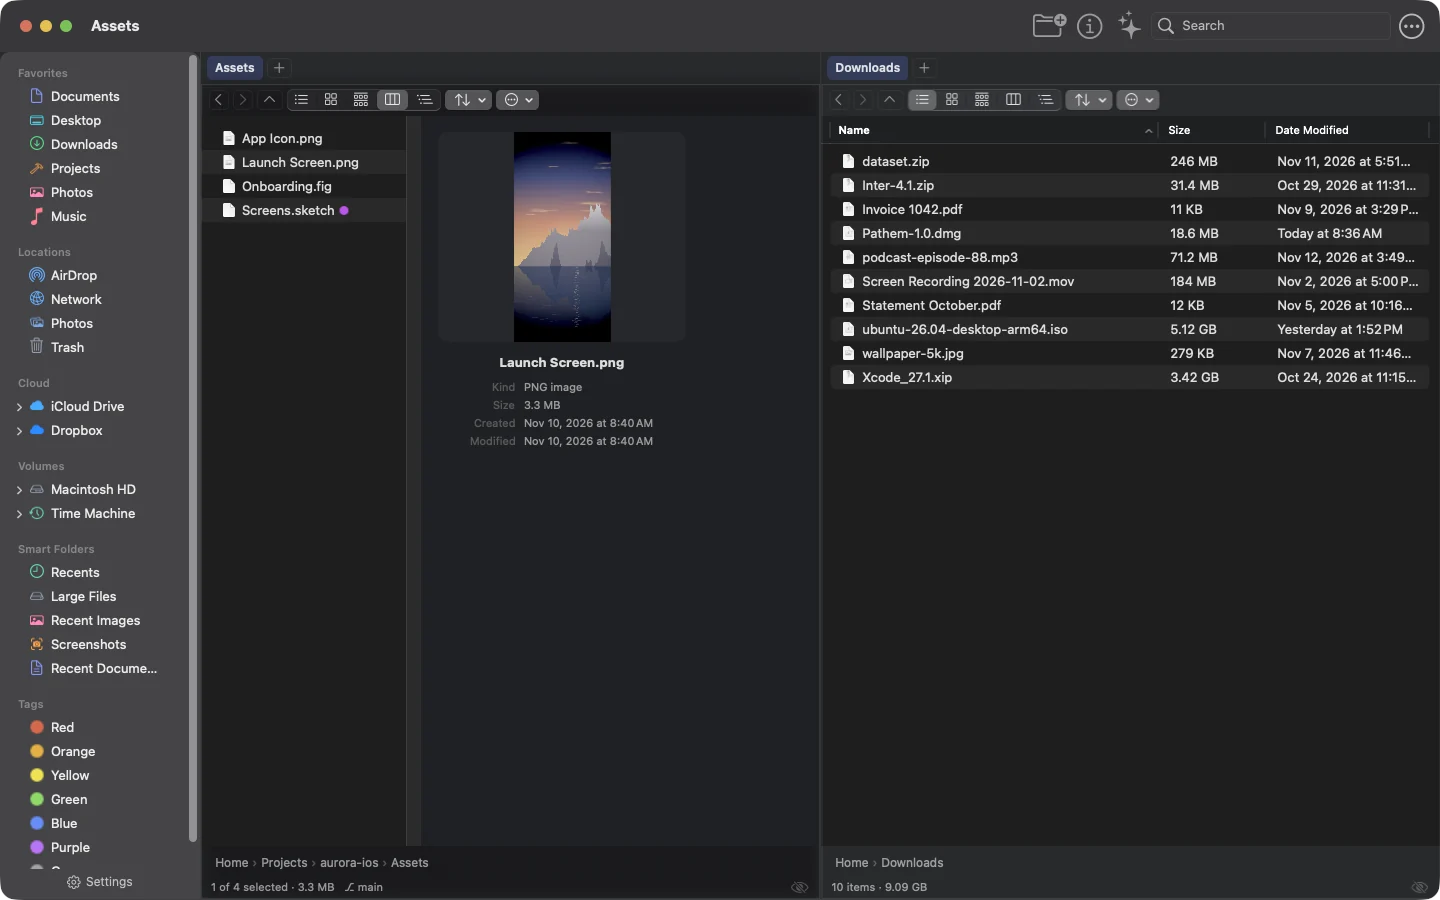 Assets
Search
Favorites
Documents
Desktop
Downloads
Projects
Photos
Music
Locations
AirDrop
Network
Photos
Trash
Cloud
iCloud Drive
Dropbox
Volumes
Macintosh HD
Time Machine
Smart Folders
Recents
Large Files
Recent Images
Screenshots
Recent Docume...
Tags
Red
Orange
Yellow
Green
Blue
Purple
Settings
Assets
App Icon.png
Launch Screen.png
Onboarding.fig
Screens.sketch
Launch Screen.png
Kind PNG image
Size 3.3 MB
Created Nov 10, 2026 at 8:40 AM
Modified Nov 10, 2026 at 8:40 AM
Home › Projects › aurora-ios › Assets
1 of 4 selected · 3.3 MB main
Downloads
Name Size Date Modified
dataset.zip 246 MB Nov 11, 2026 at 5:51...
Inter-4.1.zip 31.4 MB Oct 29, 2026 at 11:31...
Invoice 1042.pdf 11 KB Nov 9, 2026 at 3:29 P...
Pathem-1.0.dmg 18.6 MB Today at 8:36 AM
podcast-episode-88.mp3 71.2 MB Nov 12, 2026 at 3:49...
Screen Recording 2026-11-02.mov 184 MB Nov 2, 2026 at 5:00 P...
Statement October.pdf 12 KB Nov 5, 2026 at 10:16...
ubuntu-26.04-desktop-arm64.iso 5.12 GB Yesterday at 1:52 PM
wallpaper-5k.jpg 279 KB Nov 7, 2026 at 11:46...
Xcode_27.1.xip 3.42 GB Oct 24, 2026 at 11:15...
Home › Downloads
10 items · 9.09 GB